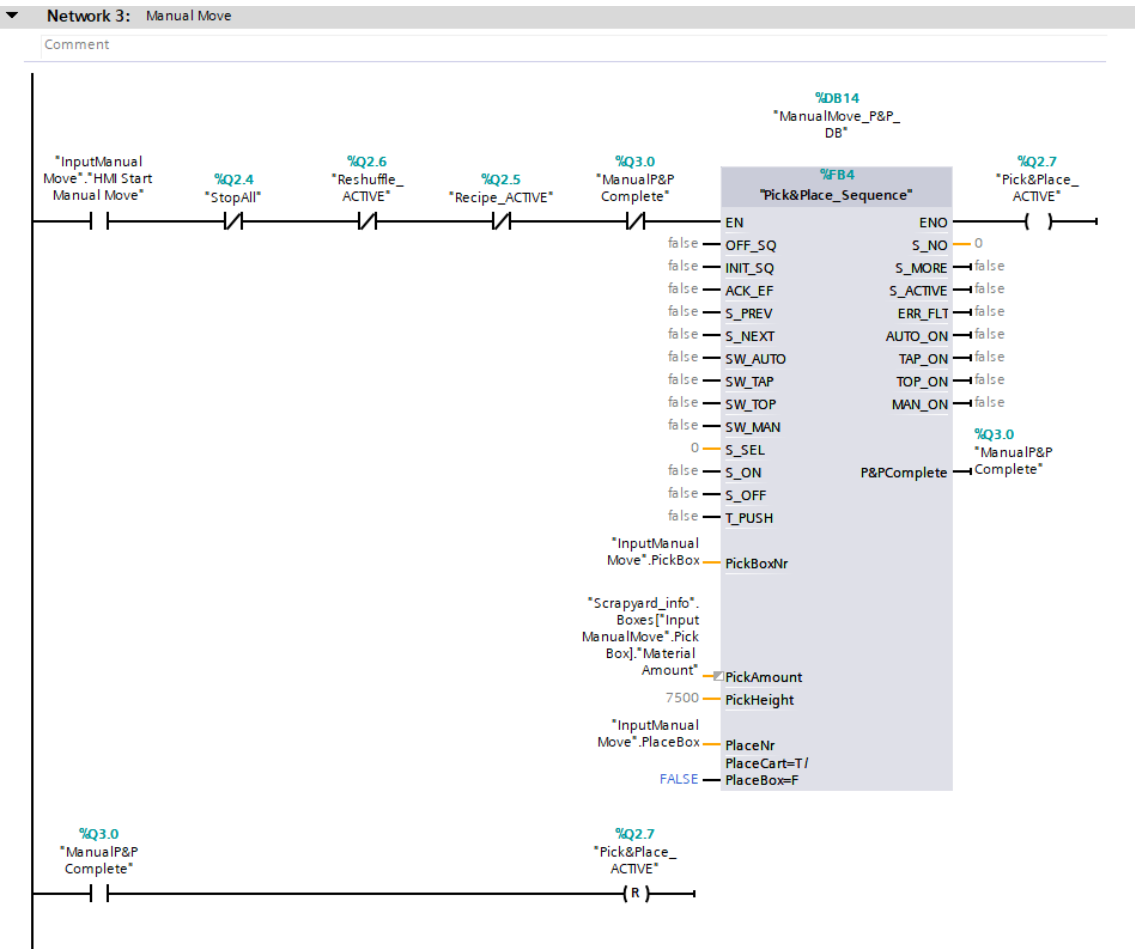 Network 3: Manual Move
Comment
%DB14
"ManualMove_P&P_
DB"
"InputManual
Move"."HMI Start
Manual Move"
%Q2.4
"StopAll"
%Q2.6
"Reshuffle_
ACTIVE"
%Q2.5
"Recipe_ACTIVE"
%Q3.0
"ManualP&P
Complete"
%FB4
"Pick&Place_Sequence"
%Q2.7
"Pick&Place_
ACTIVE"
EN ENO
false OFF_SQ S_NO 0
false INIT_SQ S_MORE false
false ACK_EF S_ACTIVE false
false S_PREV ERR_FLT false
false S_NEXT AUTO_ON false
false SW_AUTO TAP_ON false
false SW_TAP TOP_ON false
false SW_TOP MAN_ON false
false SW_MAN
%Q3.0
"ManualP&P
Complete"
0 S_SEL
false S_ON P&PComplete
false S_OFF
false T_PUSH
"InputManual
Move".PickBox PickBoxNr
"Scrapyard_info".
Boxes["Input
ManualMove".Pick
Box]."Material
Amount" PickAmount
7500 PickHeight
"InputManual
Move".PlaceBox PlaceNr
PlaceCart=T/
FALSE PlaceBox=F
%Q3.0
"ManualP&P
Complete"
%Q2.7
"Pick&Place_
ACTIVE"
R